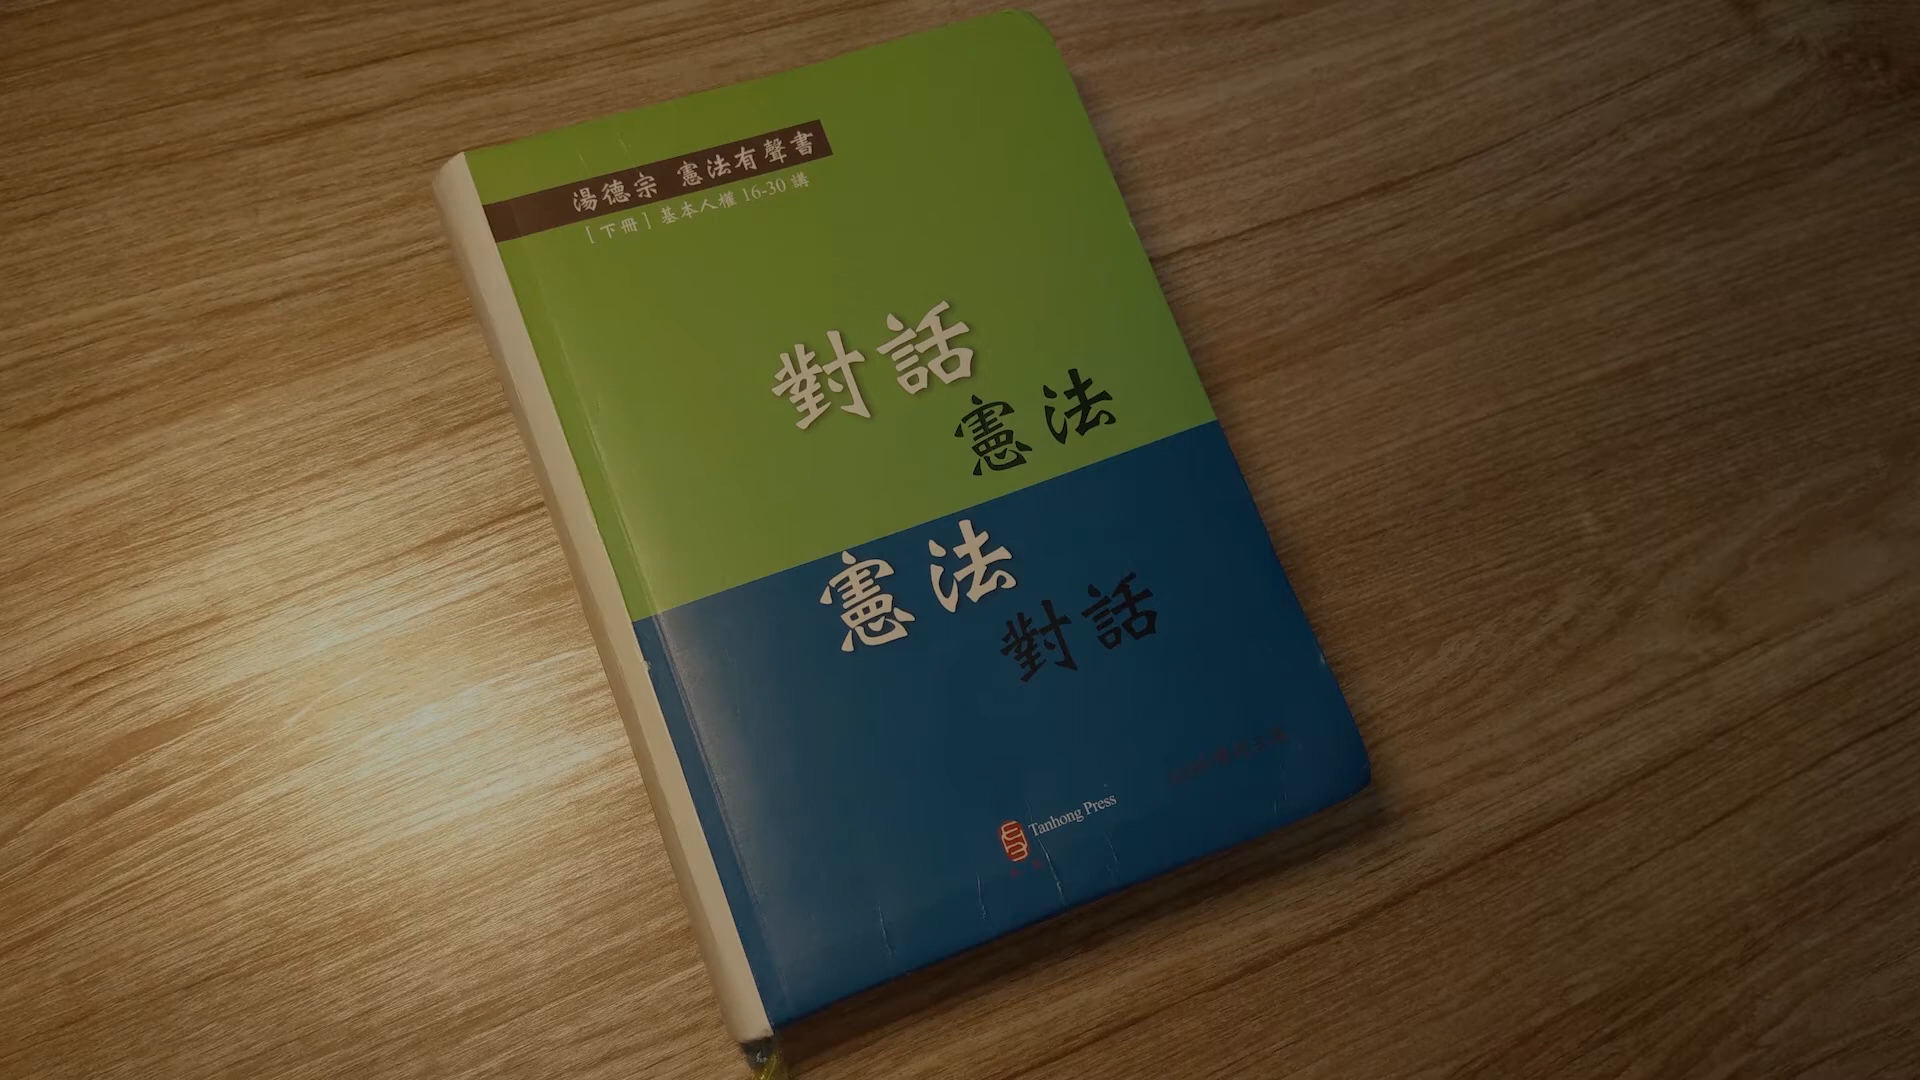 湯德宗 憲法有聲書
［下冊］基本人權 16-30 講
對話
憲法
憲法
對話
Tanhong Press